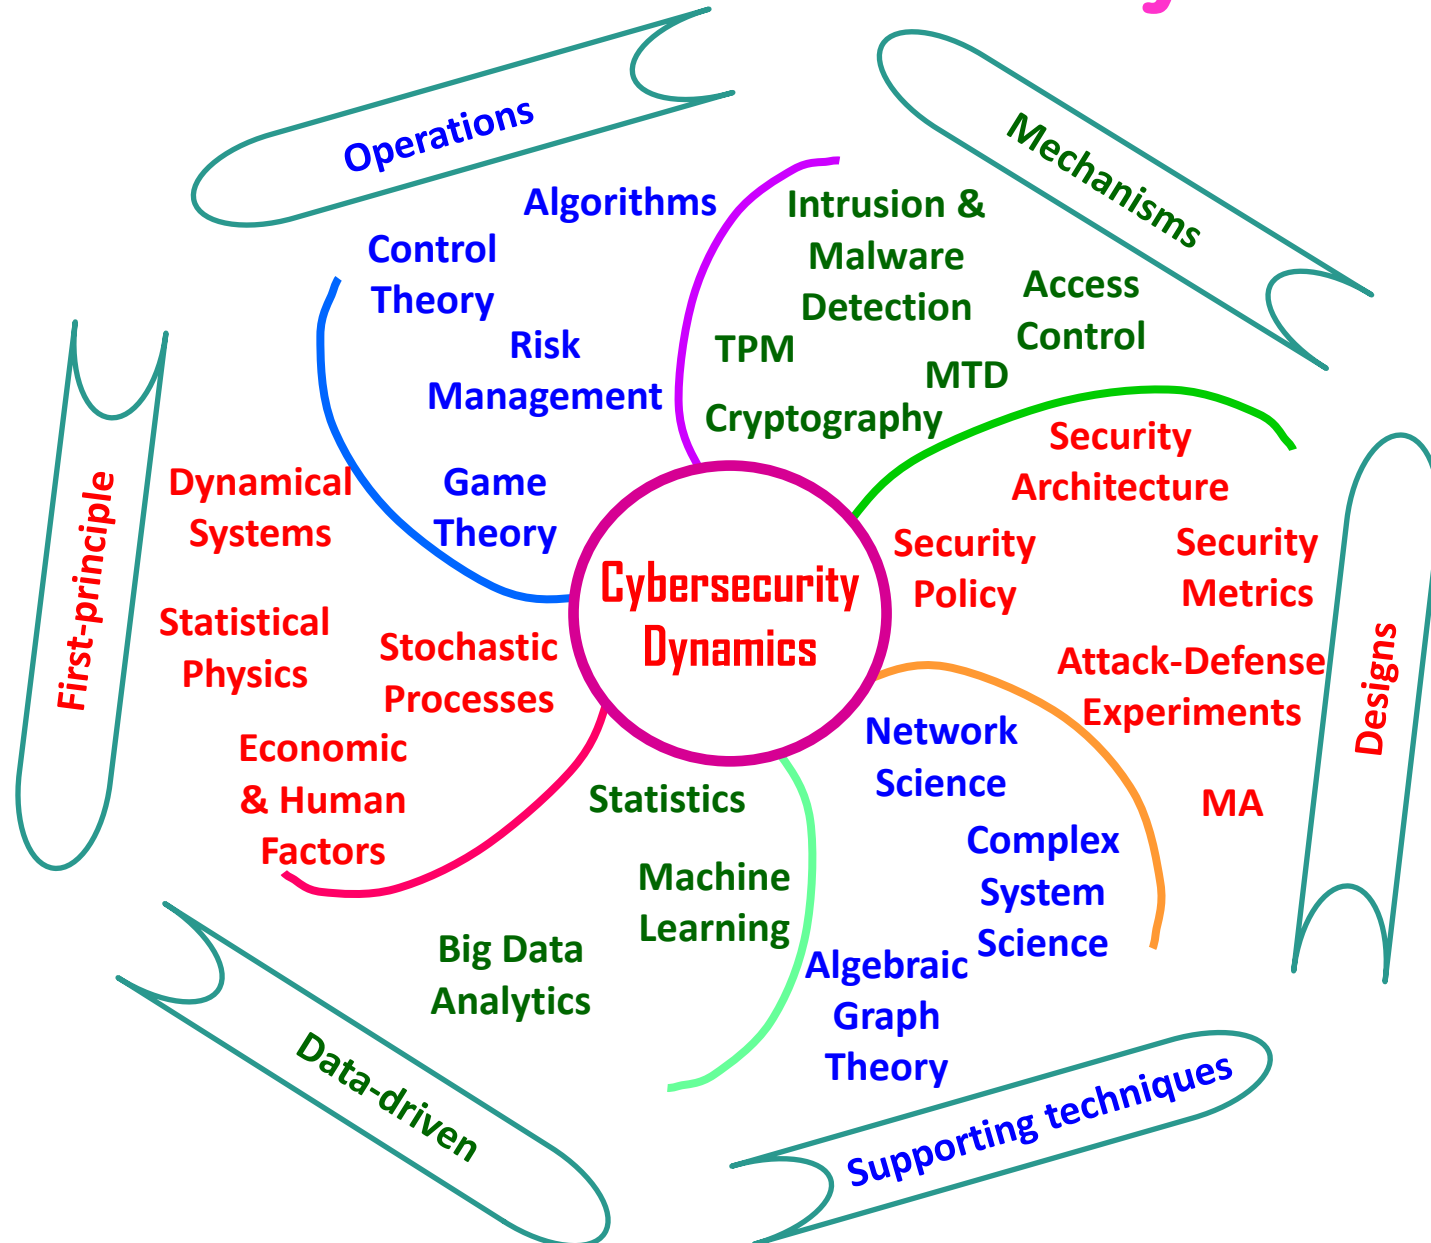 Operations
Mechanisms
Algorithms
Control
Theory
Risk
Management
Game
Theory
Intrusion &
Malware
Detection
Access
Control
TPM
MTD
Cryptography
Security
Architecture
Security
Policy
Security
Metrics
Attack-Defense
Experiments
MA
Designs
First-principle
Dynamical
Systems
Statistical
Physics
Stochastic
Processes
Economic
& Human
Factors
Cybersecurity
Dynamics
Statistics
Machine
Learning
Big Data
Analytics
Data-driven
Network
Science
Complex
System
Science
Algebraic
Graph
Theory
Supporting techniques